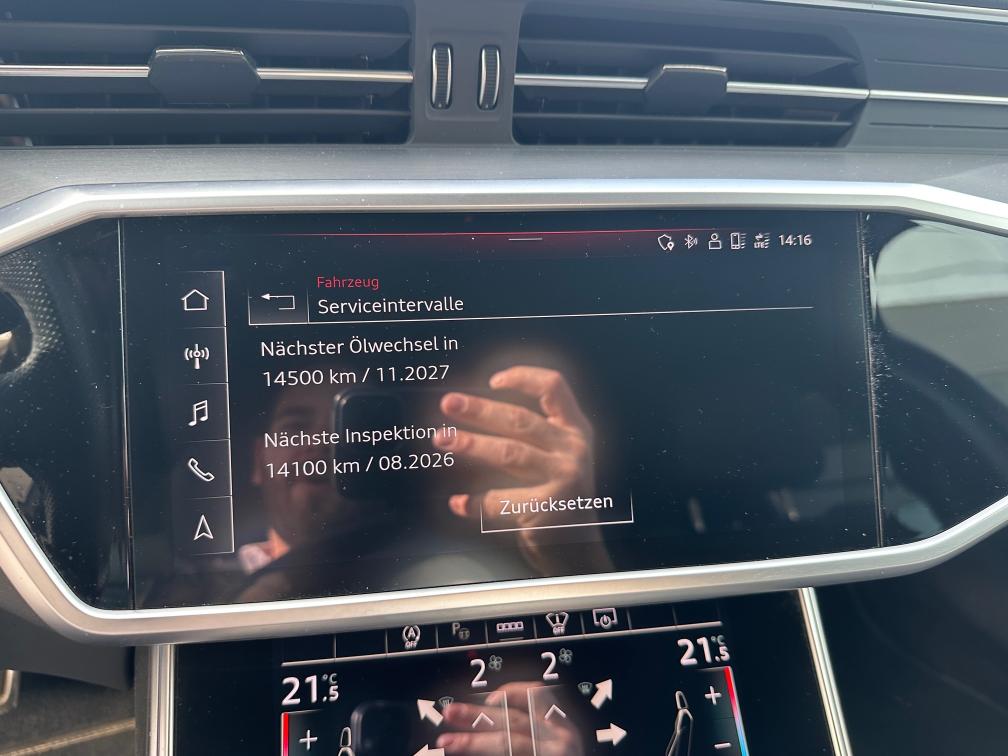 14:16
Fahrzeug
Serviceintervalle
Nächster Ölwechsel in
14500 km / 11.2027
Nächste Inspektion in
14100 km / 08.2026
Zurücksetzen
21.5 °C
2
2
21.5 °C